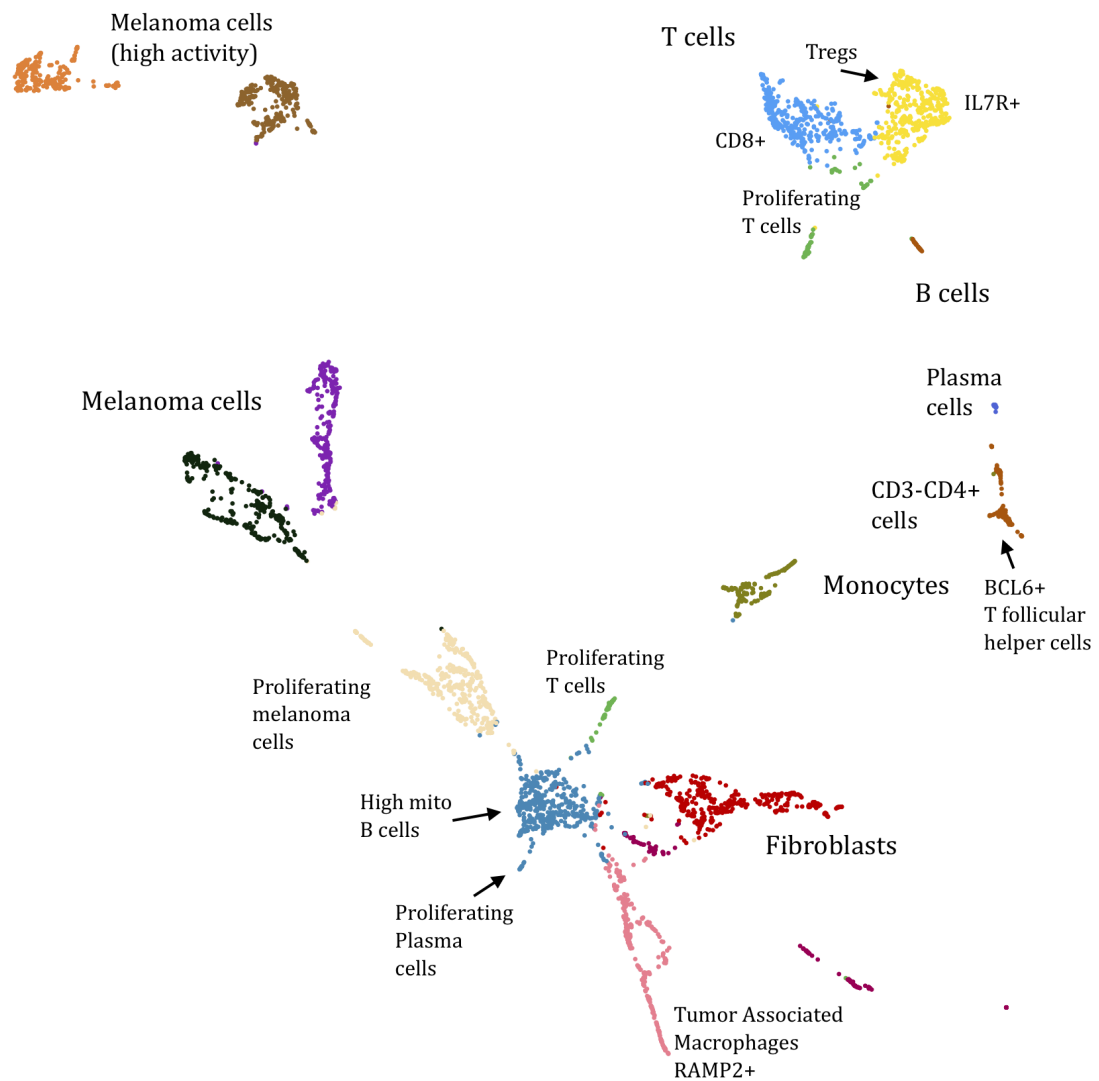 Melanoma cells
(high activity)
T cells
Tregs
IL7R+
CD8+
Proliferating
T cells
B cells
Plasma
cells
Melanoma cells
CD3-CD4+
cells
Monocytes
BCL6+
T follicular
helper cells
Proliferating
T cells
Proliferating
melanoma
cells
High mito
B cells
Fibroblasts
Proliferating
Plasma
cells
Tumor Associated
Macrophages
RAMP2+